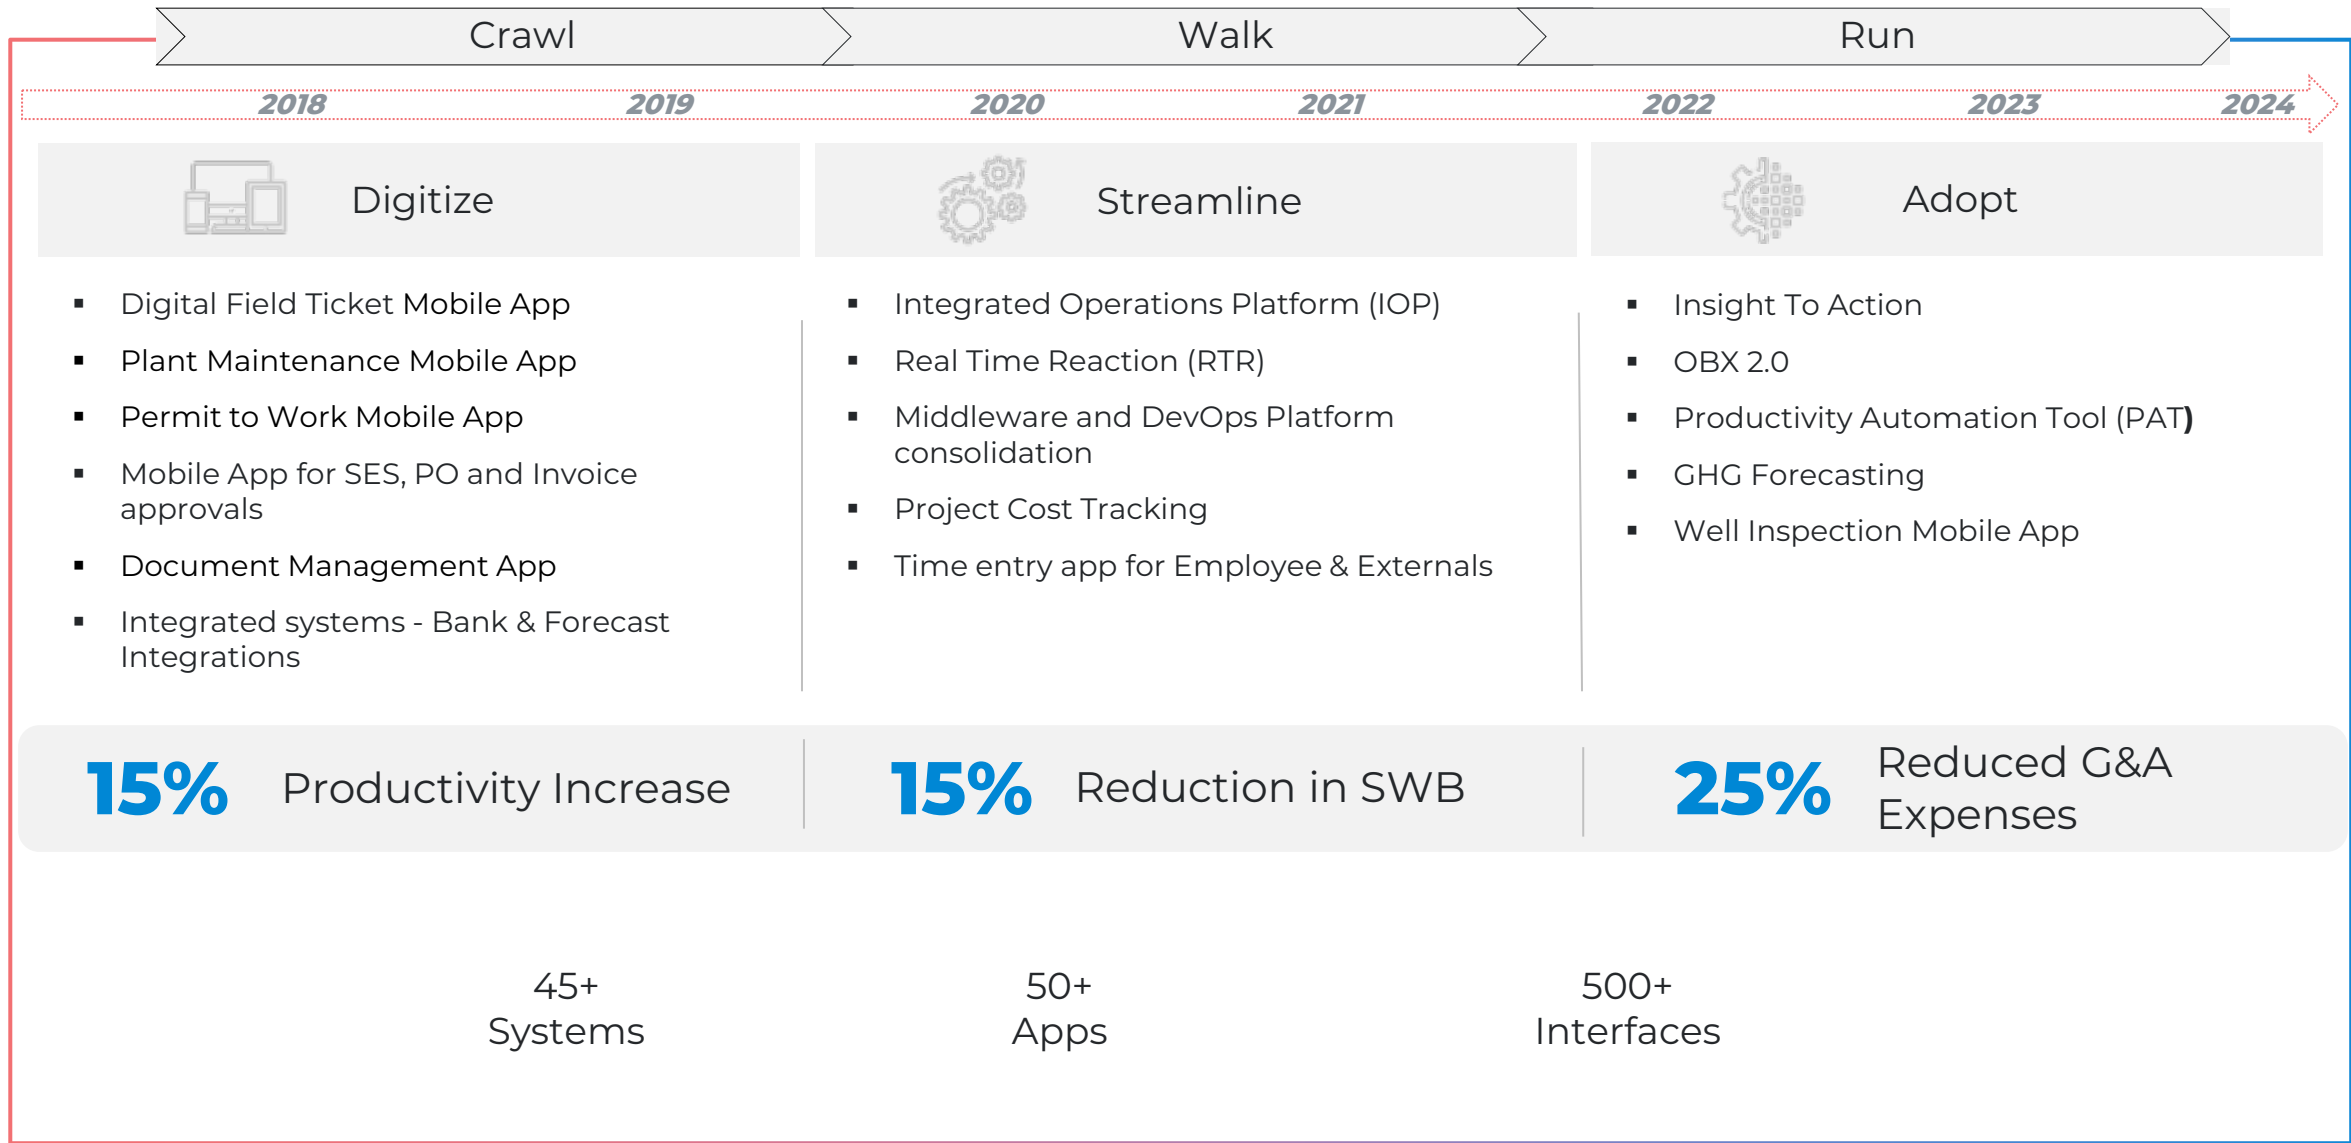 Crawl
Walk
Run
2018
2019
2020
2021
2022
2023
2024
Digitize
Streamline
Adopt
▪ Digital Field Ticket Mobile App
▪ Plant Maintenance Mobile App
▪ Permit to Work Mobile App
▪ Mobile App for SES, PO and Invoice
approvals
▪ Document Management App
▪ Integrated systems - Bank & Forecast
Integrations
▪ Integrated Operations Platform (IOP)
▪ Real Time Reaction (RTR)
▪ Middleware and DevOps Platform
consolidation
▪ Project Cost Tracking
▪ Time entry app for Employee & Externals
▪ Insight To Action
▪ OBX 2.0
▪ Productivity Automation Tool (PAT)
▪ GHG Forecasting
▪ Well Inspection Mobile App
15% Productivity Increase
15% Reduction in SWB
25% Reduced G&A
Expenses
45+
Systems
50+
Apps
500+
Interfaces